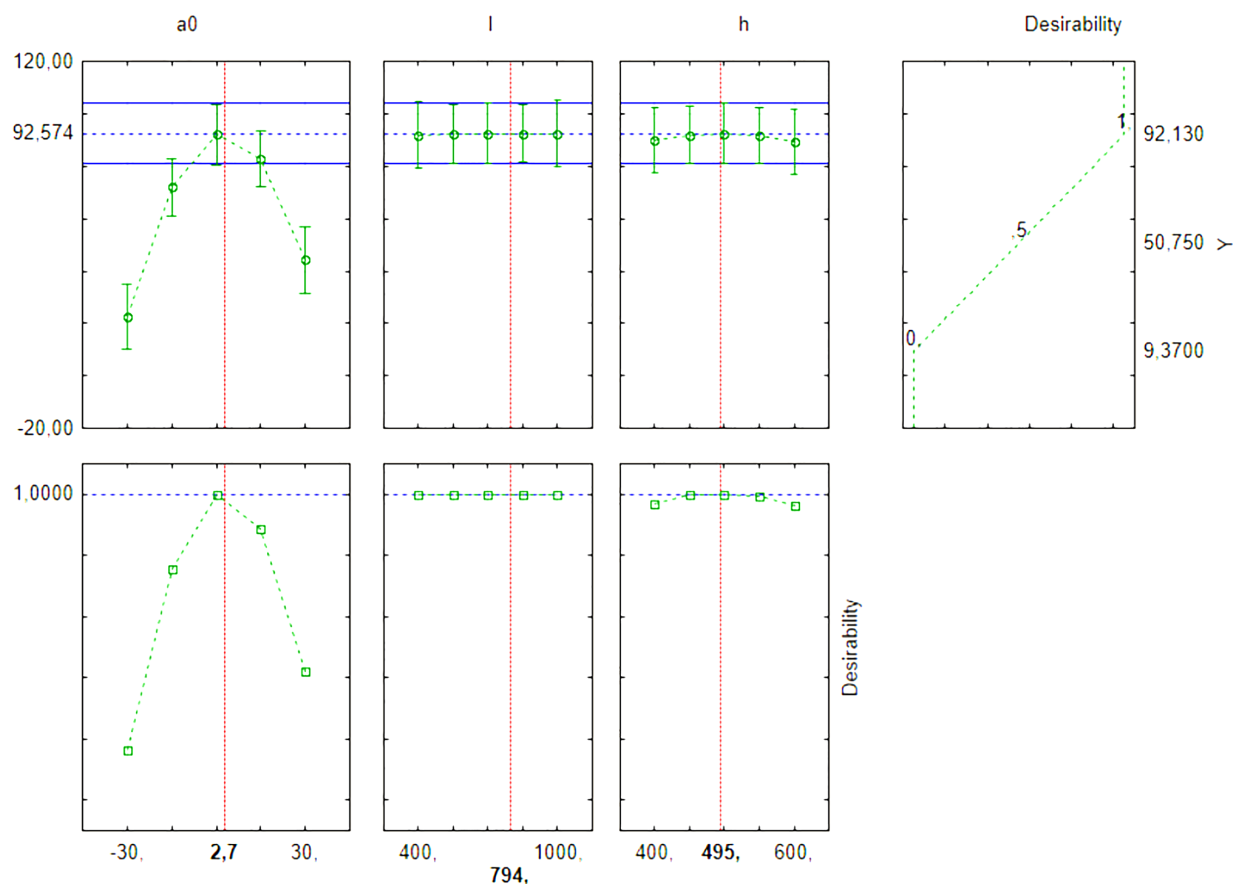 a0
l
h
Desirability
120,00
92.574
-20,00
1
.5
0,
92,130
50,750
9,3700
Y
1,0000
Desirability
-30, 2,7 30,
400, 1000,
794,
400, 495, 600,